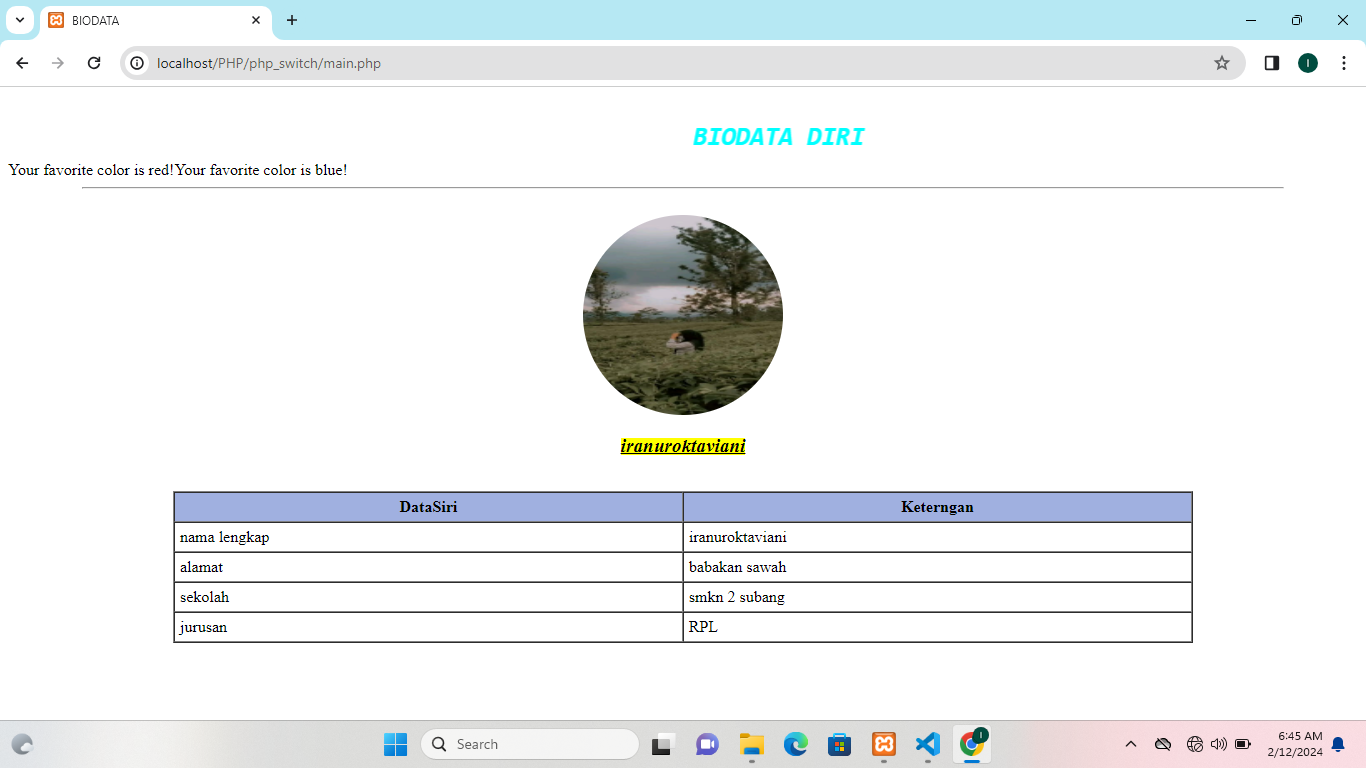 BIODATA
localhost/PHP/php_switch/main.php
I
BIODATA DIRI
Your favorite color is red!Your favorite color is blue!
iranuroktaviani
DataSiri Keterngan
nama lengkap iranuroktaviani
alamat babakan sawah
sekolah smkn 2 subang
jurusan RPL
Search
I
6:45 AM
2/12/2024